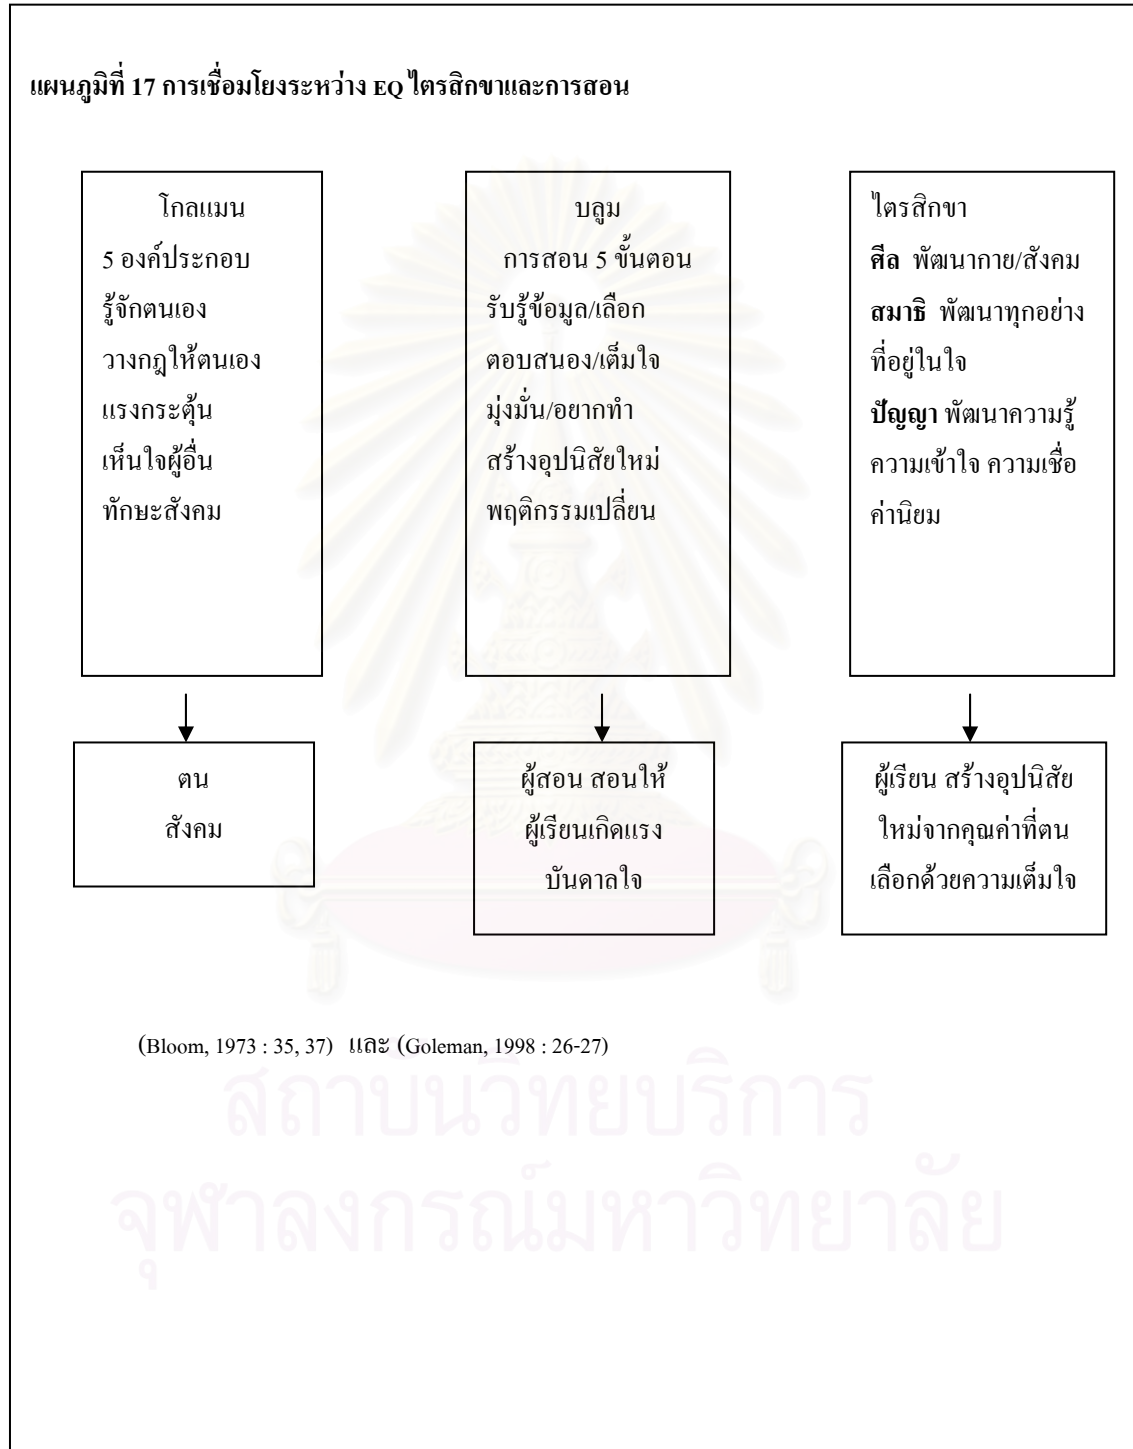 แผนภูมิที่ 17 การเชื่อมโยงระหว่าง EQ ไตรสิกขาและการสอน
โกลแมน
5 องค์ประกอบ
รู้จักตนเอง
วางกฎให้ตนเอง
แรงกระตุ้น
เห็นใจผู้อื่น
ทักษะสังคม
บลูม
การสอน 5 ขั้นตอน
รับรู้ข้อมูล/เลือก
ตอบสนอง/เต็มใจ
มุ่งมั่น/อยากทำ
สร้างอุปนิสัยใหม่
พฤติกรรมเปลี่ยน
ไตรสิกขา
ศีล พัฒนากาย/สังคม
สมาธิ พัฒนาทุกอย่าง
ที่อยู่ในใจ
ปัญญา พัฒนาความรู้
ความเข้าใจ ความเชื่อ
ค่านิยม
ตน
สังคม
ผู้สอน สอนให้
ผู้เรียนเกิดแรง
บันดาลใจ
ผู้เรียน สร้างอุปนิสัย
ใหม่จากคุณค่าที่ตน
เลือกด้วยความเต็มใจ
(Bloom, 1973 : 35, 37) และ (Goleman, 1998 : 26-27)
สถาบันวิทยบริการ
จุฬาลงกรณ์มหาวิทยาลัย